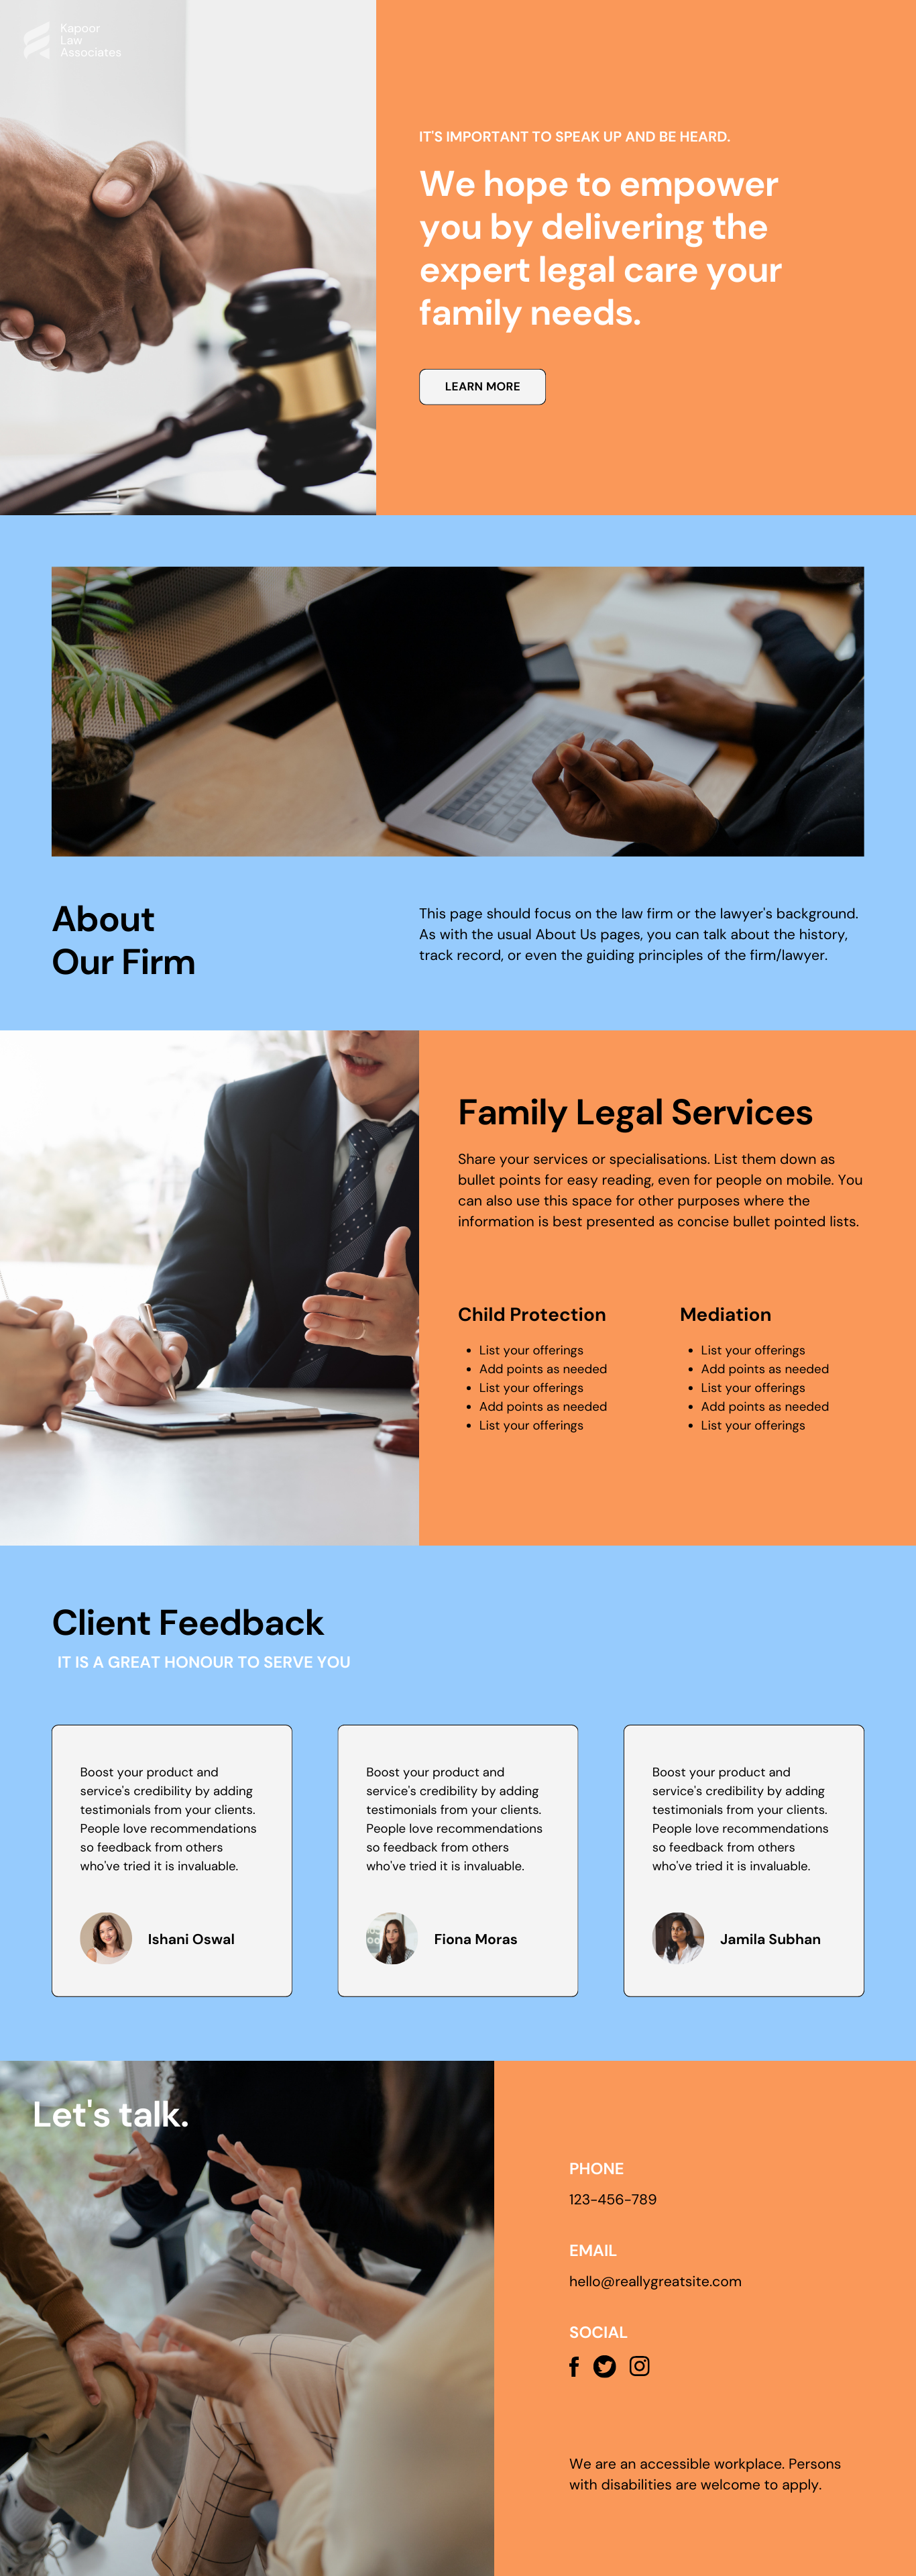 Kapoor
Law
Associates
IT'S IMPORTANT TO SPEAK UP AND BE HEARD.
We hope to empower
you by delivering the
expert legal care your
family needs.
LEARN MORE
About
Our Firm
This page should focus on the law firm or the lawyer's background.
As with the usual About Us pages, you can talk about the history,
track record, or even the guiding principles of the firm/lawyer.
Family Legal Services
Share your services or specialisations. List them down as
bullet points for easy reading, even for people on mobile. You
can also use this space for other purposes where the
information is best presented as concise bullet pointed lists.
Child Protection
• List your offerings
• Add points as needed
• List your offerings
• Add points as needed
• List your offerings
Mediation
• List your offerings
• Add points as needed
• List your offerings
• Add points as needed
• List your offerings
Client Feedback
IT IS A GREAT HONOUR TO SERVE YOU
Boost your product and
service's credibility by adding
testimonials from your clients.
People love recommendations
so feedback from others
who've tried it is invaluable.
Ishani Oswal
Boost your product and
service's credibility by adding
testimonials from your clients.
People love recommendations
so feedback from others
who've tried it is invaluable.
Fiona Moras
Boost your product and
service's credibility by adding
testimonials from your clients.
People love recommendations
so feedback from others
who've tried it is invaluable.
Jamila Subhan
Let's talk.
PHONE
123-456-789
EMAIL
hello@reallygreatsite.com
SOCIAL
We are an accessible workplace. Persons
with disabilities are welcome to apply.